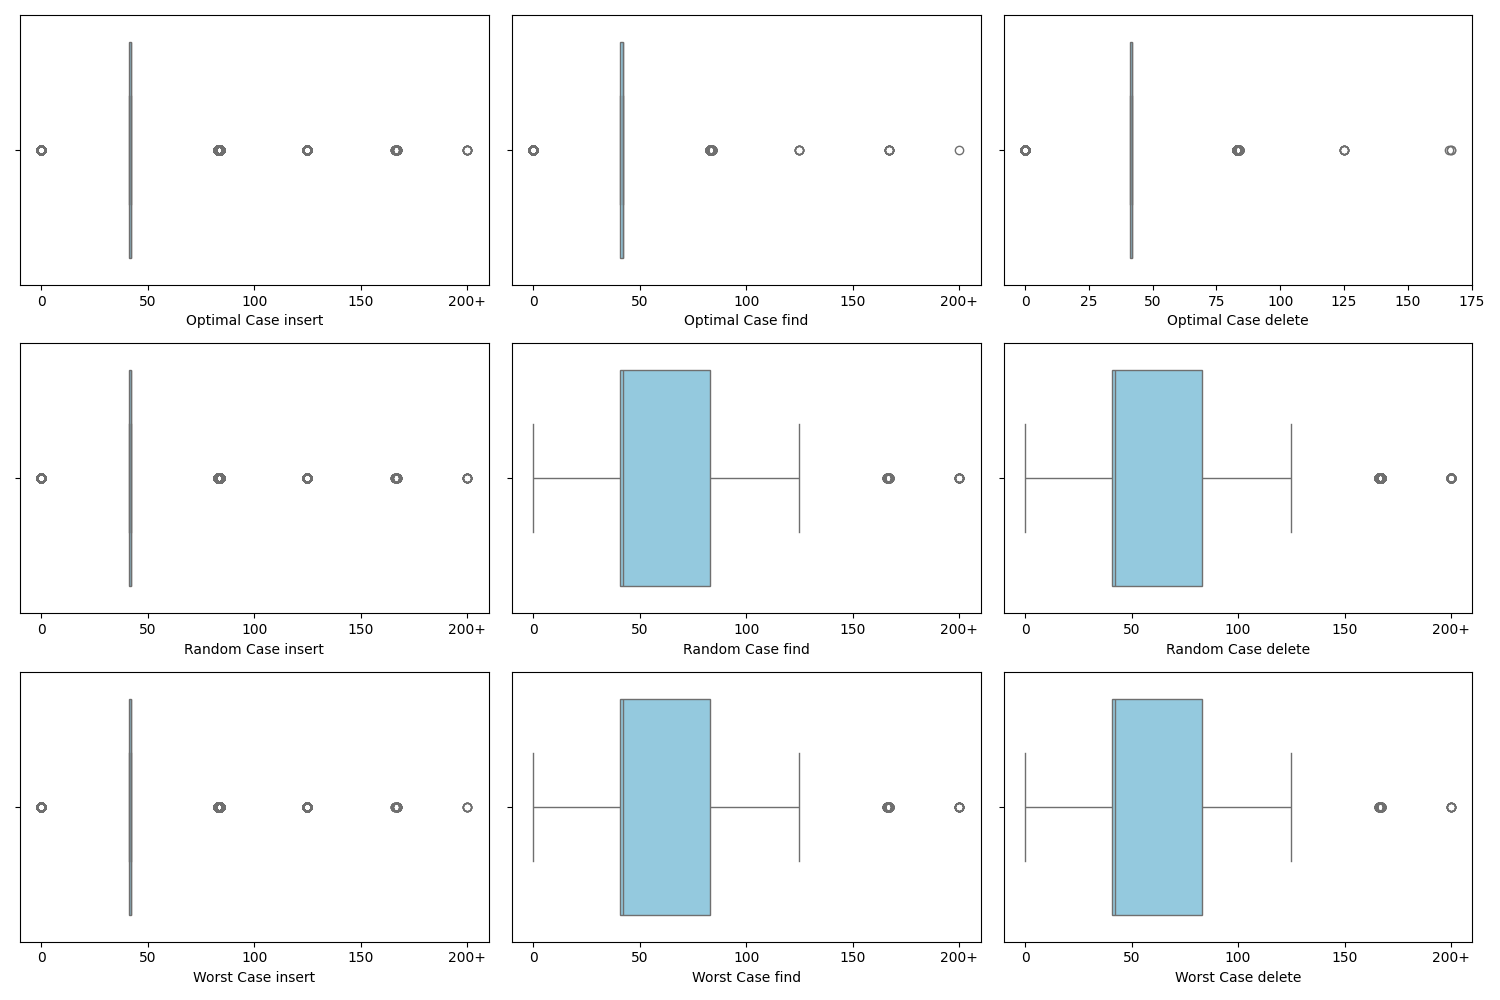 0 50 100 150 200+
Optimal Case insert
0 50 100 150 200+
Optimal Case find
0 25 50 75 100 125 150 175
Optimal Case delete
0 50 100 150 200+
Random Case insert
0 50 100 150 200+
Random Case find
0 50 100 150 200+
Random Case delete
0 50 100 150 200+
Worst Case insert
0 50 100 150 200+
Worst Case find
0 50 100 150 200+
Worst Case delete